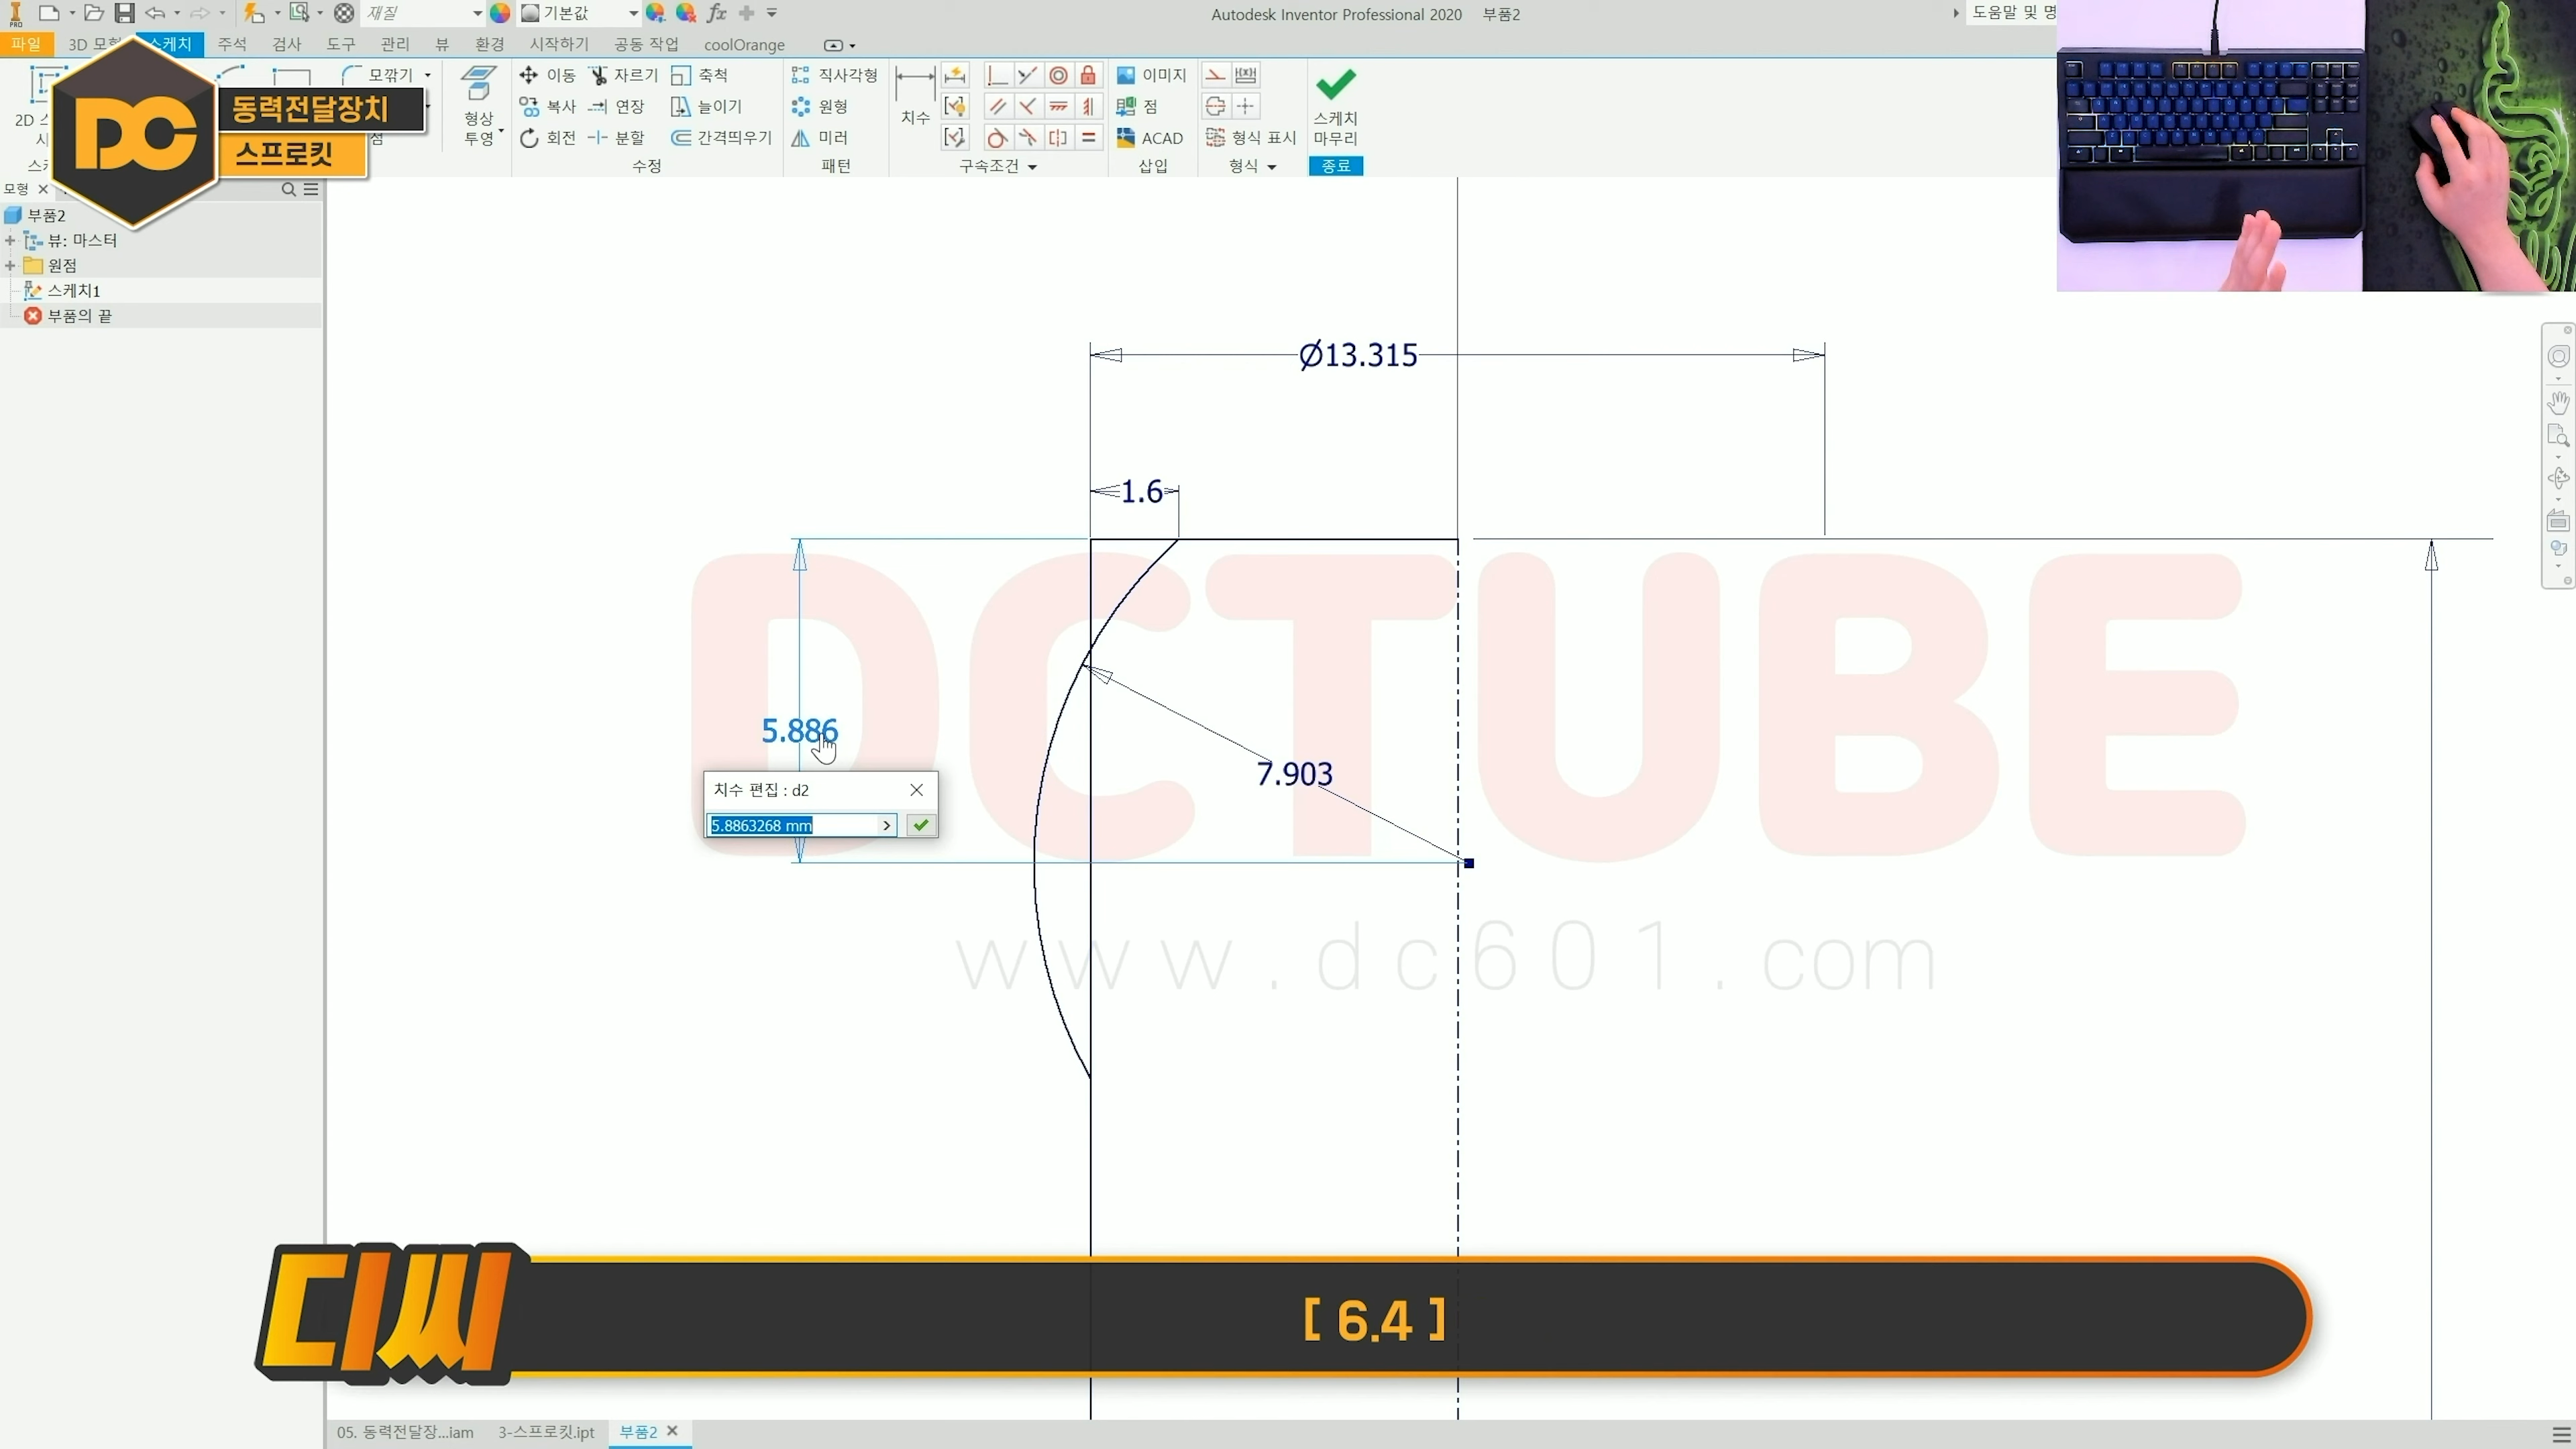 PRO
재질
기본값
Autodesk Inventor Professional 2020 부품2
도움말 및 명
파일 3D 모형 스케치 주석 검사 도구 관리 뷰 환경 시작하기 공동 작업 coolOrange
모깎기
이동 자르기 축척
복사 연장 늘이기
회전 분할 간격띄우기
수정
형상
투영
직사각형
원형
미러
패턴
치수
구속조건
이미지
점
ACAD
삽입
형식 표시
형식
스케치
마무리
종료
2D
DC
동력전달장치
스프로킷
모형
부품2
뷰: 마스터
원점
스케치1
부품의 끝
Ø13.315
1.6
5.886
7.903
치수 편집 : d2
5.8863268 mm
DCTUBE
www.dc601.com
디씨
[ 6.4 ]
05. 동력전달장...iam 3-스프로킷.ipt 부품2